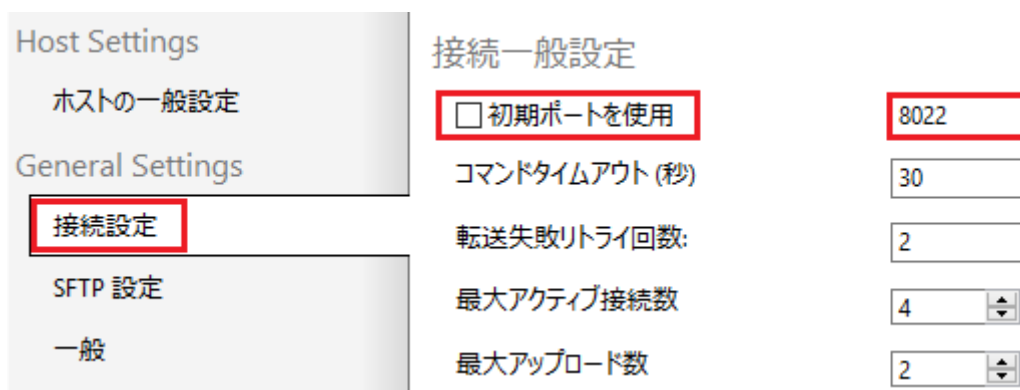 Host Settings
ホストの一般設定
General Settings
接続設定
SFTP 設定
一般
接続一般設定
初期ポートを使用 8022
コマンドタイムアウト (秒) 30
転送失敗リトライ回数: 2
最大アクティブ接続数 4
最大アップロード数 2